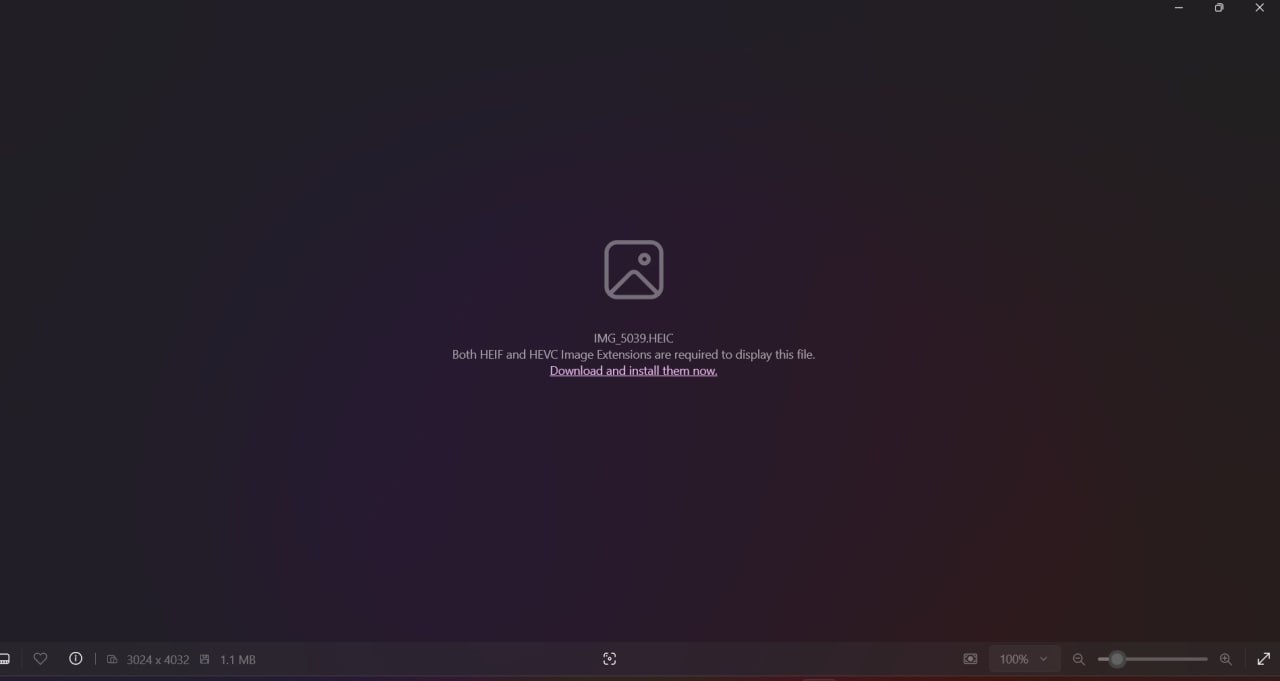 IMG_5039.HEIC
Both HEIF and HEVC Image Extensions are required to display this file.
Download and install them now.
3024 x 4032 1.1 MB 100%